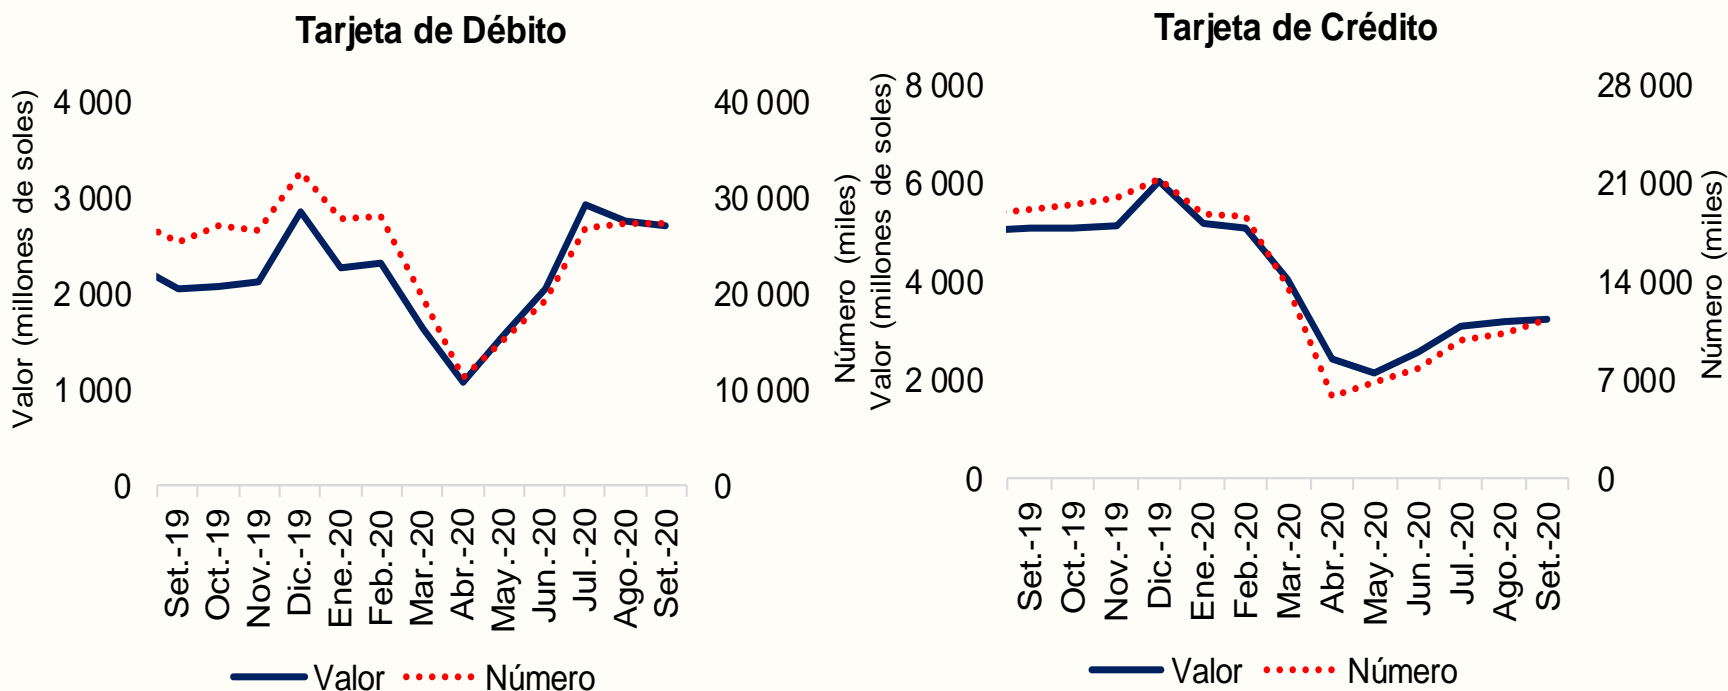 Tarjeta de Débito
Valor (millones de soles)
4 000
3 000
2 000
1 000
0
40 000
30 000
20 000
10 000
0
Número (miles)
Set.-19
Oct.-19
Nov.-19
Dic.-19
Ene.-20
Feb.-20
Mar.-20
Abr.-20
May.-20
Jun.-20
Jul.-20
Ago.-20
Set.-20
Valor
Número
Tarjeta de Crédito
Valor (millones de soles)
8 000
6 000
4 000
2 000
0
28 000
21 000
14 000
7 000
0
Número (miles)
Set.-19
Oct.-19
Nov.-19
Dic.-19
Ene.-20
Feb.-20
Mar.-20
Abr.-20
May.-20
Jun.-20
Jul.-20
Ago.-20
Set.-20
Valor
Número